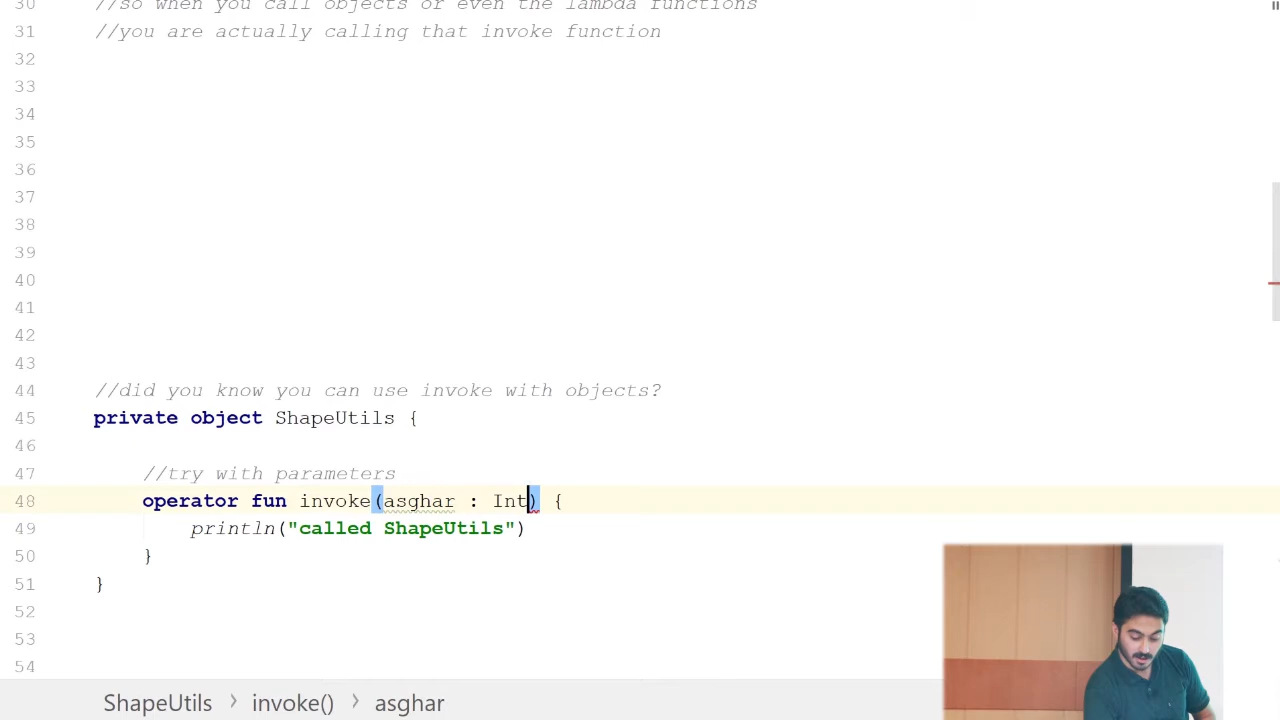 30 //so when you call objects or even the lambda functions
31 //you are actually calling that invoke function
32
33
34
35
36
37
38
39
40
41
42
43
44 //did you know you can use invoke with objects?
45 private object ShapeUtils {
46
47 //try with parameters
48 operator fun invoke(asghar : Int) {
49 println("called ShapeUtils")
50 }
51 }
52
53
54
ShapeUtils > invoke() > asghar